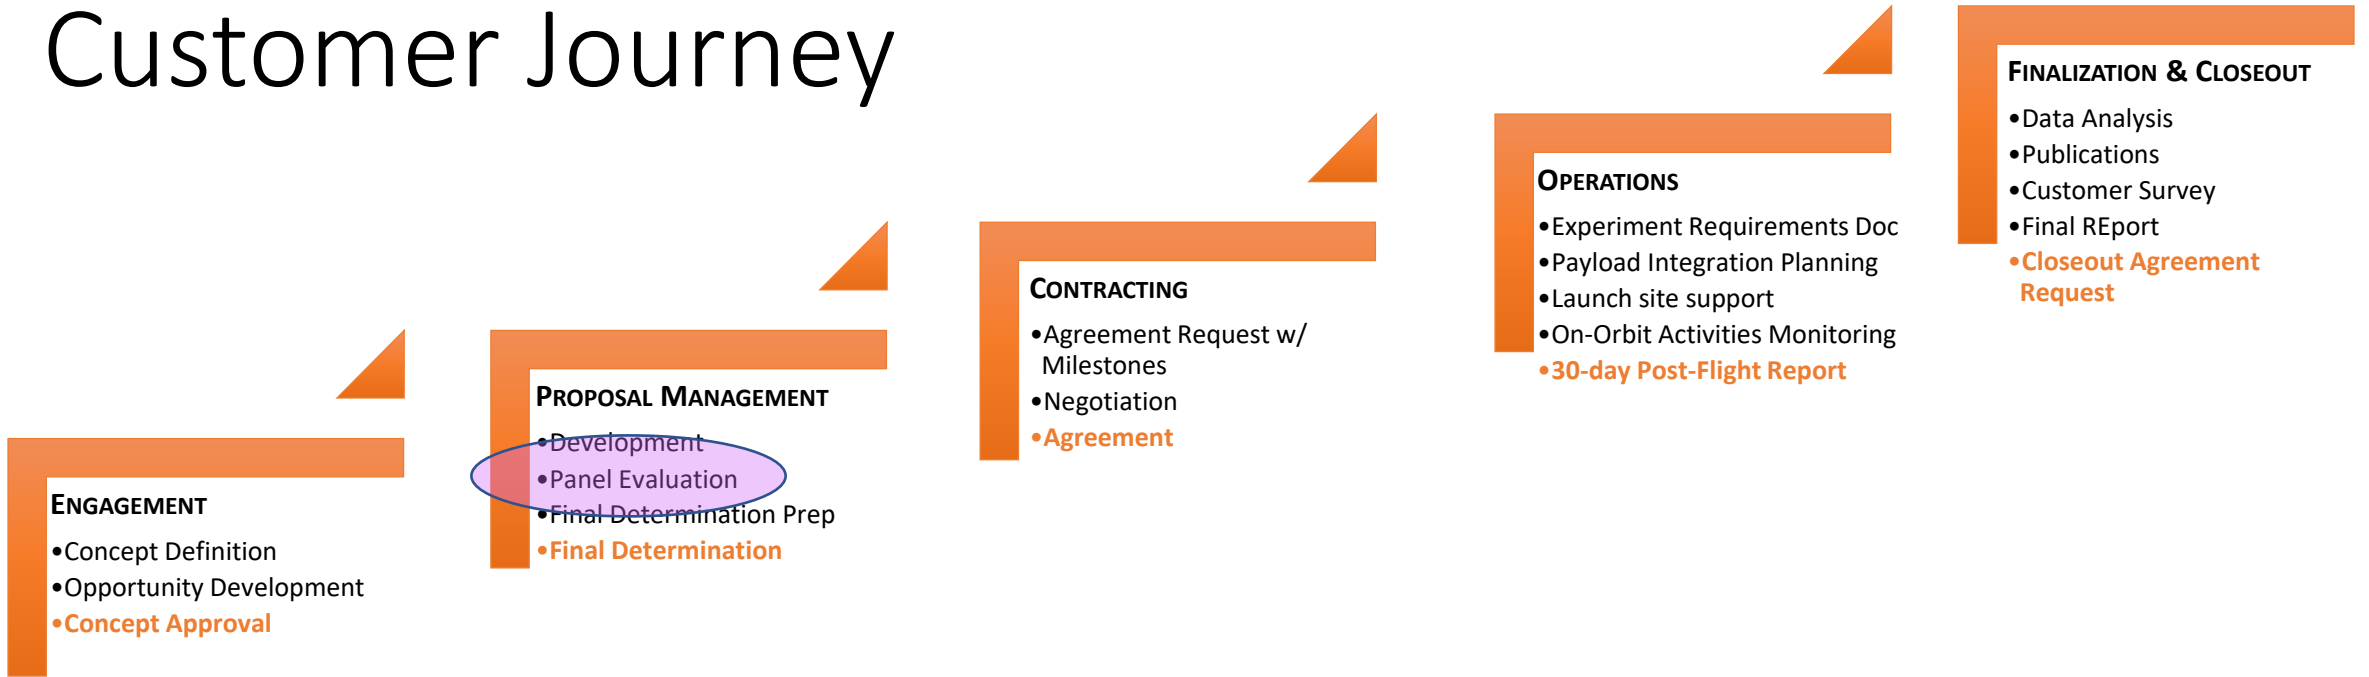 Customer Journey
ENGAGEMENT
•Concept Definition
•Opportunity Development
•Concept Approval
PROPOSAL MANAGEMENT
•Development
•Panel Evaluation
•Final Determination Prep
•Final Determination
CONTRACTING
•Agreement Request w/
Milestones
•Negotiation
•Agreement
OPERATIONS
•Experiment Requirements Doc
•Payload Integration Planning
•Launch site support
•On-Orbit Activities Monitoring
•30-day Post-Flight Report
FINALIZATION & CLOSEOUT
•Data Analysis
•Publications
•Customer Survey
•Final REport
•Closeout Agreement
Request